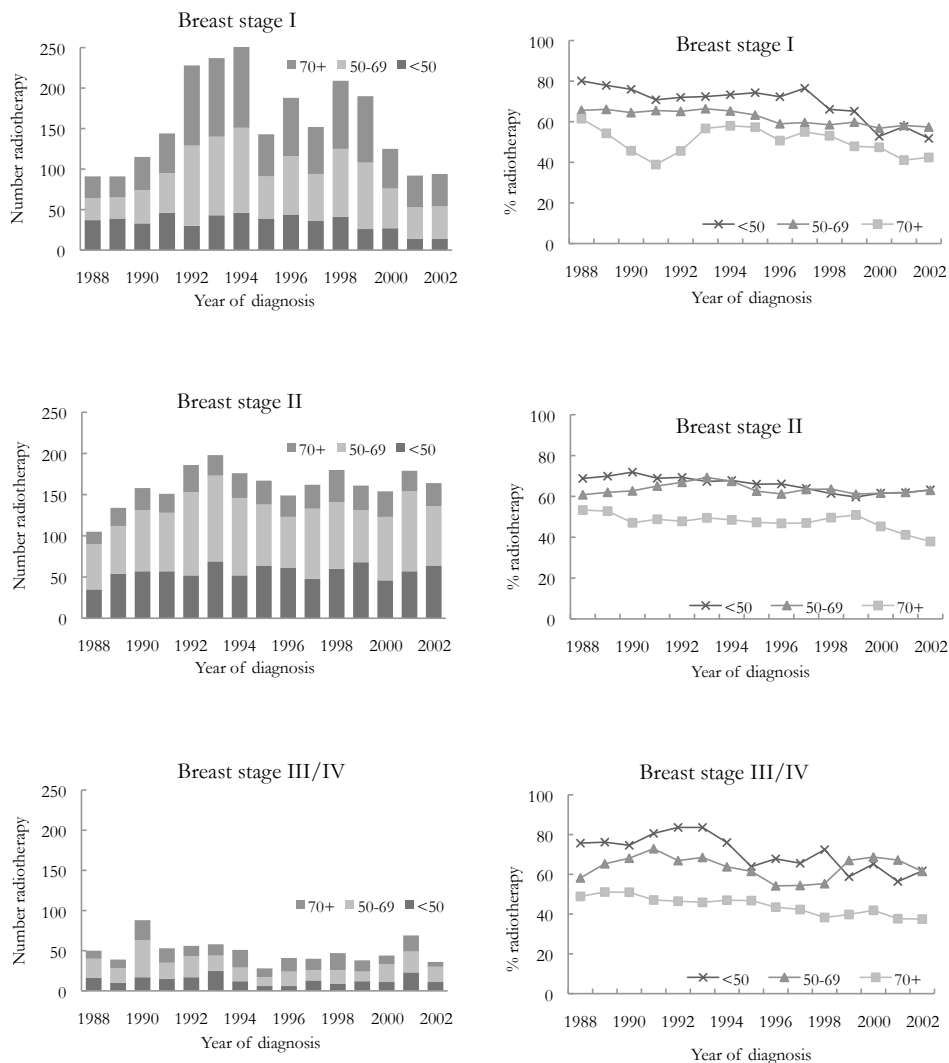 Breast stage I
Number radiotherapy
250
200
150
100
50
0
70+ 50-69 <50
1988 1990 1992 1994 1996 1998 2000 2002
Year of diagnosis
Breast stage I
% radiotherapy
100
80
60
40
20
0
<50 50-69 70+
1988 1990 1992 1994 1996 1998 2000 2002
Year of diagnosis
Breast stage II
Number radiotherapy
250
200
150
100
50
0
70+ 50-69 <50
1988 1990 1992 1994 1996 1998 2000 2002
Year of diagnosis
Breast stage II
% radiotherapy
100
80
60
40
20
0
<50 50-69 70+
1988 1990 1992 1994 1996 1998 2000 2002
Year of diagnosis
Breast stage III/IV
Number radiotherapy
250
200
150
100
50
0
70+ 50-69 <50
1988 1990 1992 1994 1996 1998 2000 2002
Year of diagnosis
Breast stage III/IV
% radiotherapy
100
80
60
40
20
0
<50 50-69 70+
1988 1990 1992 1994 1996 1998 2000 2002
Year of diagnosis